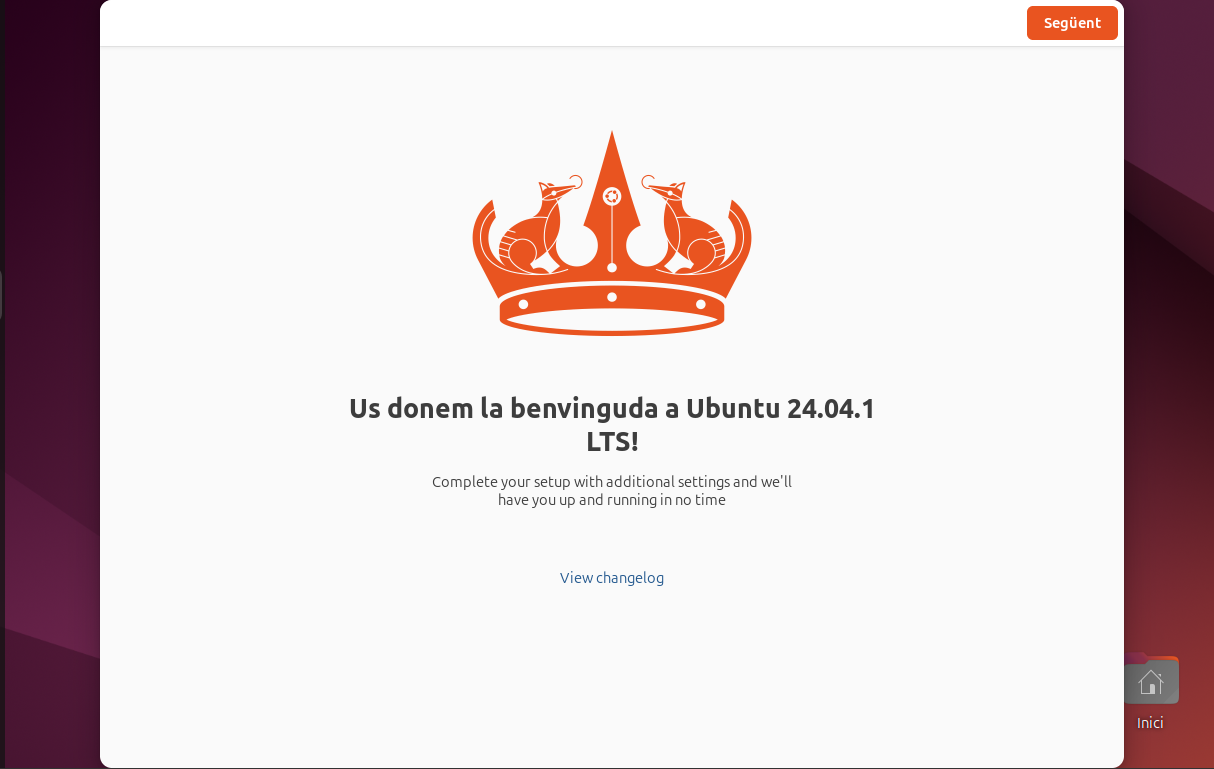 Següent
Us donem la benvinguda a Ubuntu 24.04.1
LTS!
Complete your setup with additional settings and we'll
have you up and running in no time
View changelog
Inici